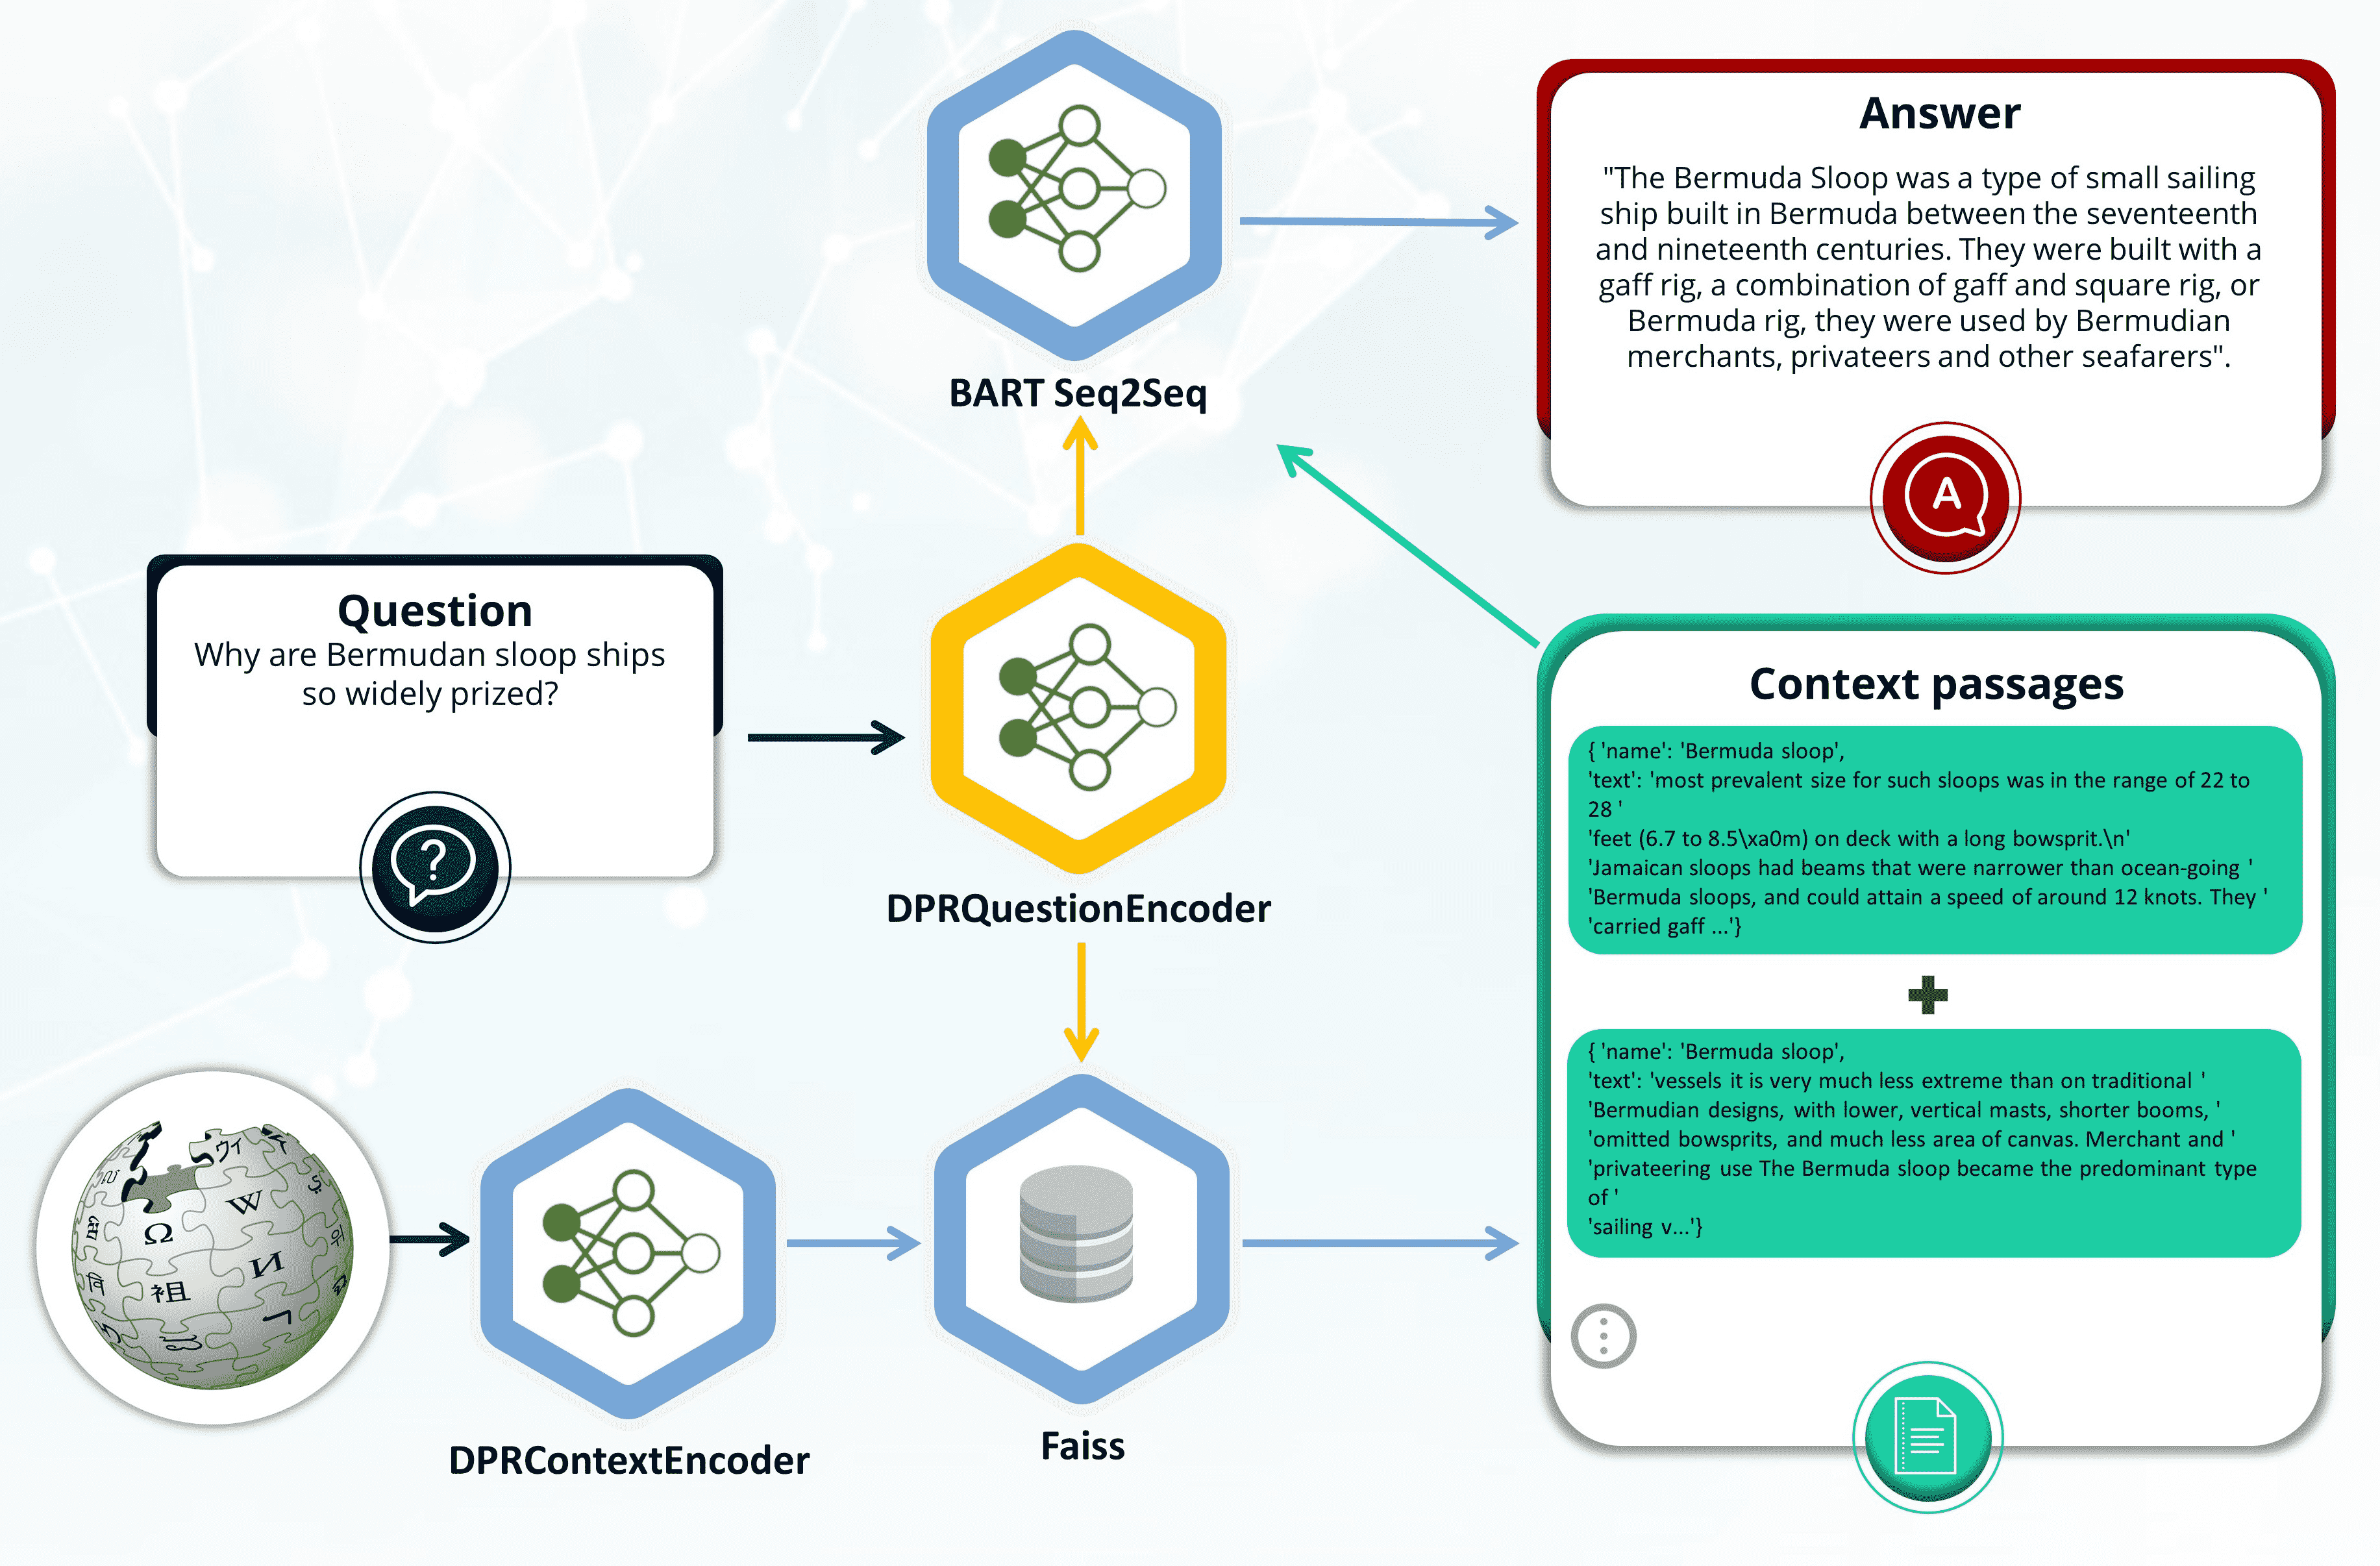 Answer
"The Bermuda Sloop was a type of small sailing
ship built in Bermuda between the seventeenth
and nineteenth centuries. They were built with a
gaff rig, a combination of gaff and square rig, or
Bermuda rig, they were used by Bermudian
merchants, privateers and other seafarers".
A
BART Seq2Seq
Question
Why are Bermudan sloop ships
so widely prized?
?
DPRQuestionEncoder
Context passages
{ 'name': 'Bermuda sloop',
'text': 'most prevalent size for such sloops was in the range of 22 to
28 '
'feet (6.7 to 8.5\xa0m) on deck with a long bowsprit.\n'
'Jamaican sloops had beams that were narrower than ocean-going '
'Bermuda sloops, and could attain a speed of around 12 knots. They '
'carried gaff ...'}
{ 'name': 'Bermuda sloop',
'text': 'vessels it is very much less extreme than on traditional '
'Bermudian designs, with lower, vertical masts, shorter booms, '
'omitted bowsprits, and much less area of canvas. Merchant and '
'privateering use The Bermuda sloop became the predominant type
of '
'sailing v...'}
ウィ
W
Ω
И
祖
DPRContextEncoder
Faiss